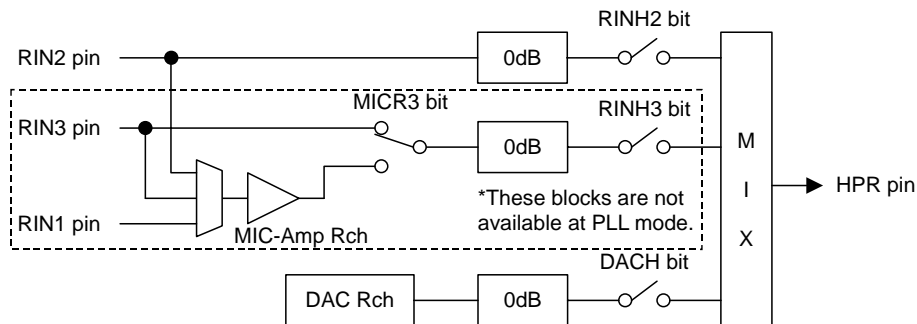 RINH2 bit
RIN2 pin
0dB
MICR3 bit
RINH3 bit
RIN3 pin
0dB
M
I
X
HPR pin
*These blocks are not
available at PLL mode.
RIN1 pin
MIC-Amp Rch
DACH bit
DAC Rch
0dB